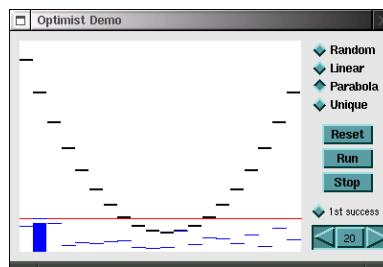 Optimist Demo
Random
Linear
Parabola
Unique
Reset
Run
Stop
1st success
20